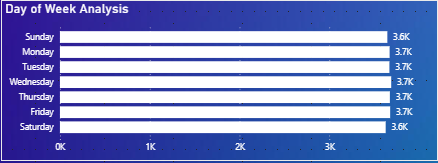 Day of Week Analysis
Sunday 3.6K
Monday 3.7K
Tuesday 3.7K
Wednesday 3.7K
Thursday 3.7K
Friday 3.7K
Saturday 3.6K
0K 1K 2K 3K